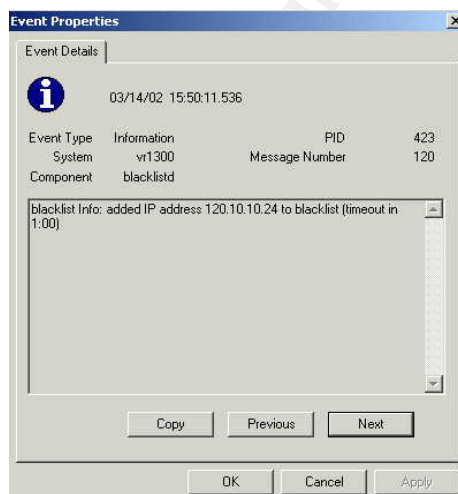 Event Properties
Event Details
03/14/02 15:50:11.536
Event Type Information PID 423
System vr1300 Message Number 120
Component blacklistd
blacklist Info: added IP address 120.10.10.24 to blacklist (timeout in
1:00)
Copy Previous Next
OK Cancel Apply